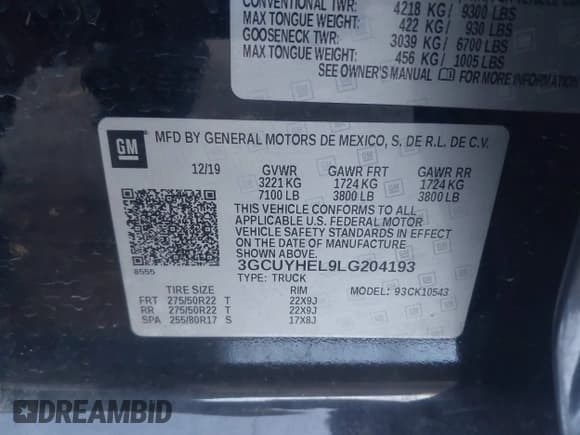 CONVENTIONAL TWR: 4218 KG / 9300 LBS
MAX TONGUE WEIGHT: 422 KG / 930 LBS
GOOSENECK TWR: 3039 KG / 6700 LBS
MAX TONGUE WEIGHT: 456 KG / 1005 LBS
SEE OWNER'S MANUAL FOR MORE INFORMATION
GM
MFD BY GENERAL MOTORS DE MEXICO, S. DE R.L. DE C.V.
12/19 GVWR GAWR FRT GAWR RR
3221 KG 1724 KG 1724 KG
7100 LB 3800 LB 3800 LB
THIS VEHICLE CONFORMS TO ALL
APPLICABLE U.S. FEDERAL MOTOR
VEHICLE SAFETY STANDARDS IN EFFECT
ON THE DATE OF MANUFACTURE SHOWN ABOVE.
8555
3GCUYHEL9LG204193
TYPE: TRUCK
TIRE SIZE RIM MODEL: 93CK10543
FRT 275/50R22 T 22X9J
RR 275/50R22 T 22X9J
SPA 255/80R17 S 17X8J
DREAMBID